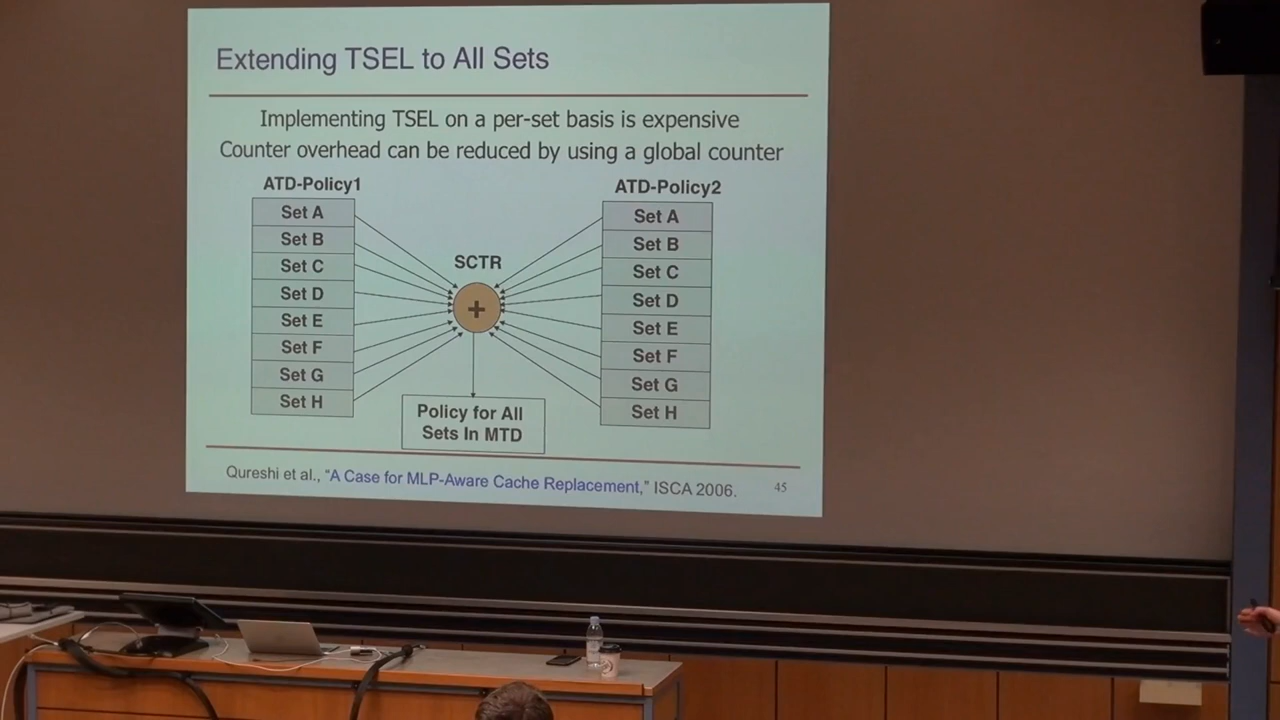 Extending TSEL to All Sets
Implementing TSEL on a per-set basis is expensive
Counter overhead can be reduced by using a global counter
ATD-Policy1
Set A
Set B
Set C
Set D
Set E
Set F
Set G
Set H
SCTR
+
Policy for All
Sets In MTD
ATD-Policy2
Set A
Set B
Set C
Set D
Set E
Set F
Set G
Set H
Qureshi et al., “A Case for MLP-Aware Cache Replacement,” ISCA 2006.
45